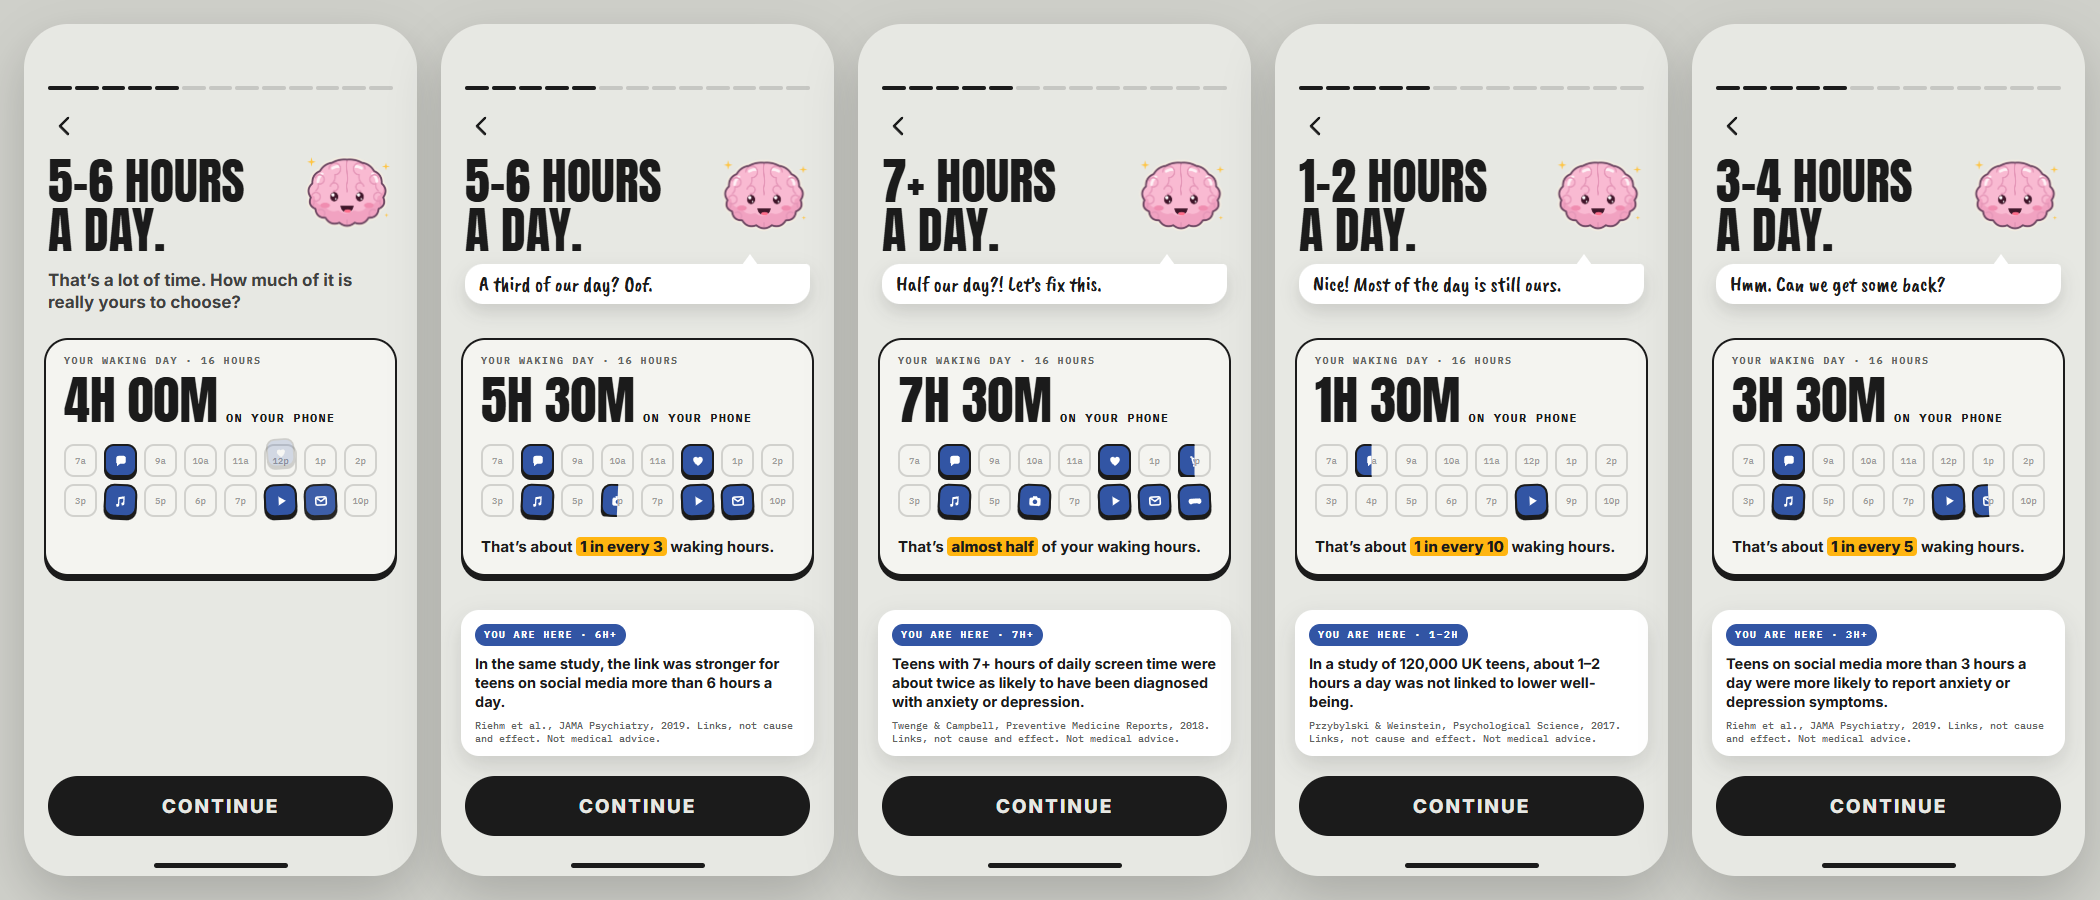 5-6 HOURS
A DAY.
That's a lot of time. How much of it is
really yours to choose?
YOUR WAKING DAY · 16 HOURS
4H 00M ON YOUR PHONE
7a 9a 10a 11a 12p 1p 2p
3p 5p 6p 7p 10p
CONTINUE
5-6 HOURS
A DAY.
A third of our day? Oof.
YOUR WAKING DAY · 16 HOURS
5H 30M ON YOUR PHONE
7a 9a 10a 11a 1p 2p
3p 5p 7p 10p
That's about 1 in every 3 waking hours.
YOU ARE HERE · 6H+
In the same study, the link was stronger for
teens on social media more than 6 hours a
day.
Riehm et al., JAMA Psychiatry, 2019. Links, not cause
and effect. Not medical advice.
CONTINUE
7+ HOURS
A DAY.
Half our day?! Let's fix this.
YOUR WAKING DAY · 16 HOURS
7H 30M ON YOUR PHONE
7a 9a 10a 11a 1p
3p 5p 7p
That's almost half of your waking hours.
YOU ARE HERE · 7H+
Teens with 7+ hours of daily screen time were
about twice as likely to have been diagnosed
with anxiety or depression.
Twenge & Campbell, Preventive Medicine Reports, 2018.
Links, not cause and effect. Not medical advice.
CONTINUE
1-2 HOURS
A DAY.
Nice! Most of the day is still ours.
YOUR WAKING DAY · 16 HOURS
1H 30M ON YOUR PHONE
7a 9a 10a 11a 12p 1p 2p
3p 4p 5p 6p 7p 9p 10p
That's about 1 in every 10 waking hours.
YOU ARE HERE · 1–2H
In a study of 120,000 UK teens, about 1–2
hours a day was not linked to lower well-
being.
Przybylski & Weinstein, Psychological Science, 2017.
Links, not cause and effect. Not medical advice.
CONTINUE
3-4 HOURS
A DAY.
Hmm. Can we get some back?
YOUR WAKING DAY · 16 HOURS
3H 30M ON YOUR PHONE
7a 9a 10a 11a 12p 1p 2p
3p 5p 6p 7p 10p
That's about 1 in every 5 waking hours.
YOU ARE HERE · 3H+
Teens on social media more than 3 hours a
day were more likely to report anxiety or
depression symptoms.
Riehm et al., JAMA Psychiatry, 2019. Links, not cause
and effect. Not medical advice.
CONTINUE